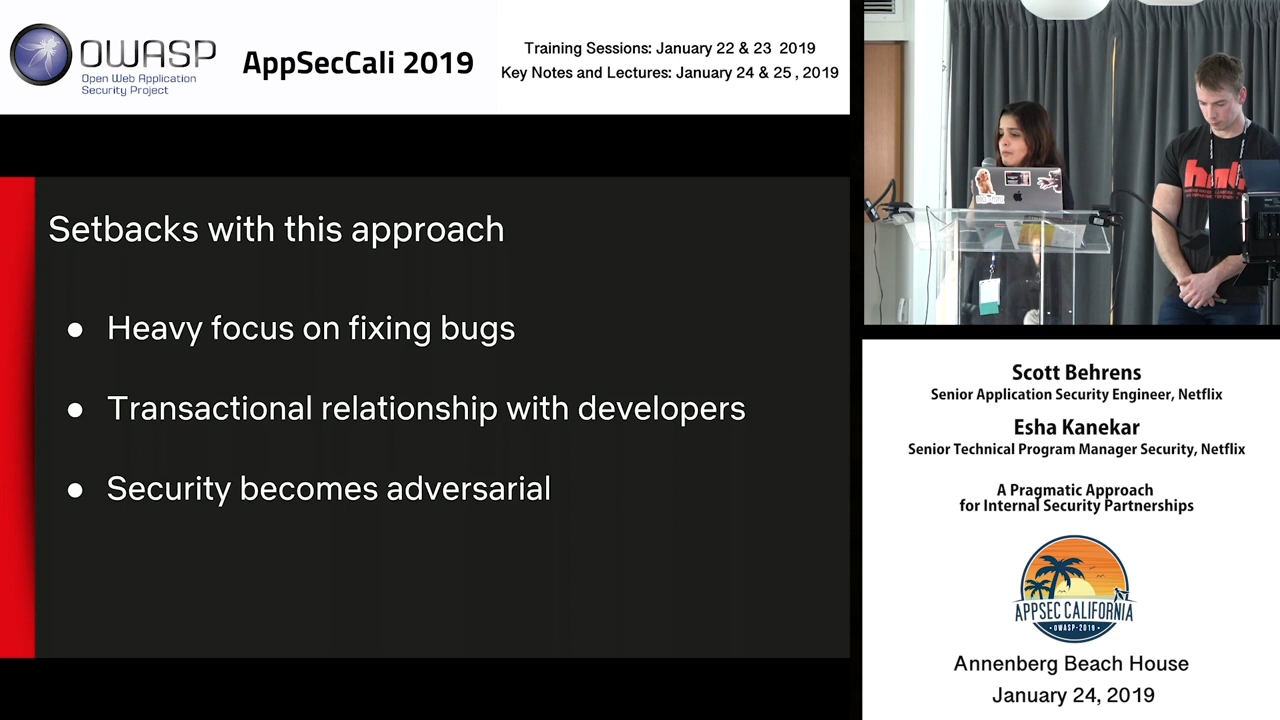 OWASP
Open Web Application
Security Project
AppSecCali 2019
Training Sessions: January 22 & 23 2019
Key Notes and Lectures: January 24 & 25 , 2019
Setbacks with this approach
● Heavy focus on fixing bugs
● Transactional relationship with developers
● Security becomes adversarial
Scott Behrens
Senior Application Security Engineer, Netflix
Esha Kanekar
Senior Technical Program Manager Security, Netflix
A Pragmatic Approach
for Internal Security Partnerships
APPSEC CALIFORNIA
• OWASP-2019 •
Annenberg Beach House
January 24, 2019